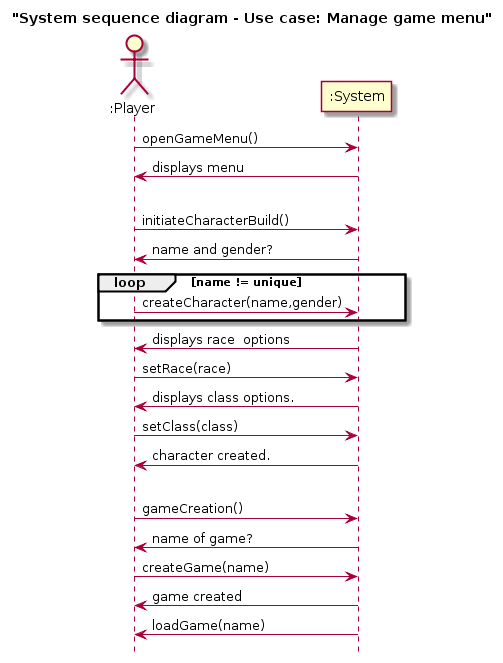 "System sequence diagram - Use case: Manage game menu"
:Player
:System
openGameMenu()
displays menu
initiateCharacterBuild()
name and gender?
loop [name != unique]
createCharacter(name,gender)
displays race  options
setRace(race)
displays class options.
setClass(class)
character created.
gameCreation()
name of game?
createGame(name)
game created
loadGame(name)